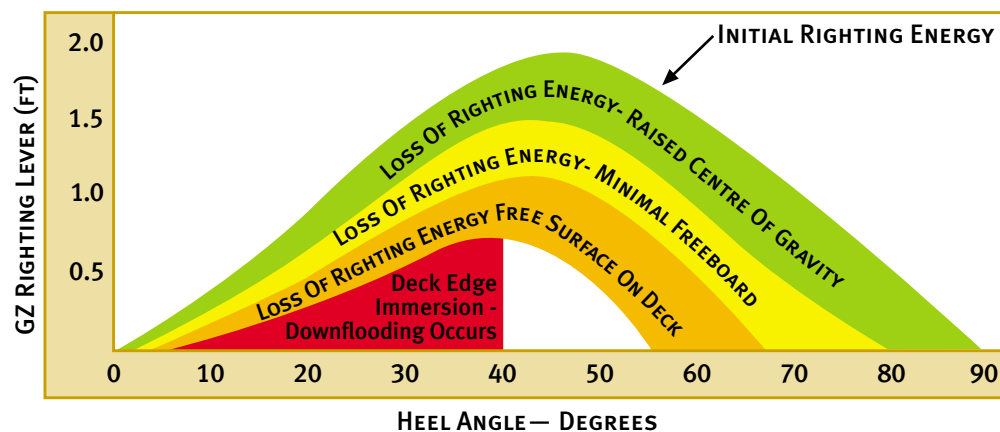 GZ Righting Lever (ft)
2.0
1.5
1.0
0.5
Initial Righting Energy
Loss Of Righting Energy- Raised Centre Of Gravity
Loss Of Righting Energy- Minimal Freeboard
Loss Of Righting Energy Free Surface On Deck
Deck Edge
Immersion -
Downflooding Occurs
0 10 20 30 40 50 60 70 80 90
Heel Angle— Degrees